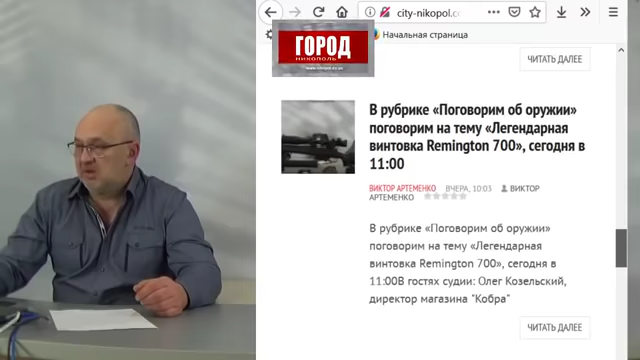 city-nikopol.c
Начальная страница
ГОРОД
НИКОПОЛЬ
ЧИТАТЬ ДАЛЕЕ
В рубрике «Поговорим об оружии»
поговорим на тему «Легендарная
винтовка Remington 700», сегодня в
11:00
ВИКТОР АРТЕМЕНКО ВЧЕРА, 10:03 ВИКТОР
АРТЕМЕНКО
В рубрике «Поговорим об оружии»
поговорим на тему «Легендарная
винтовка Remington 700», сегодня в
11:00В гостях судии: Олег Козельский,
директор магазина "Кобра"
ЧИТАТЬ ДАЛЕЕ